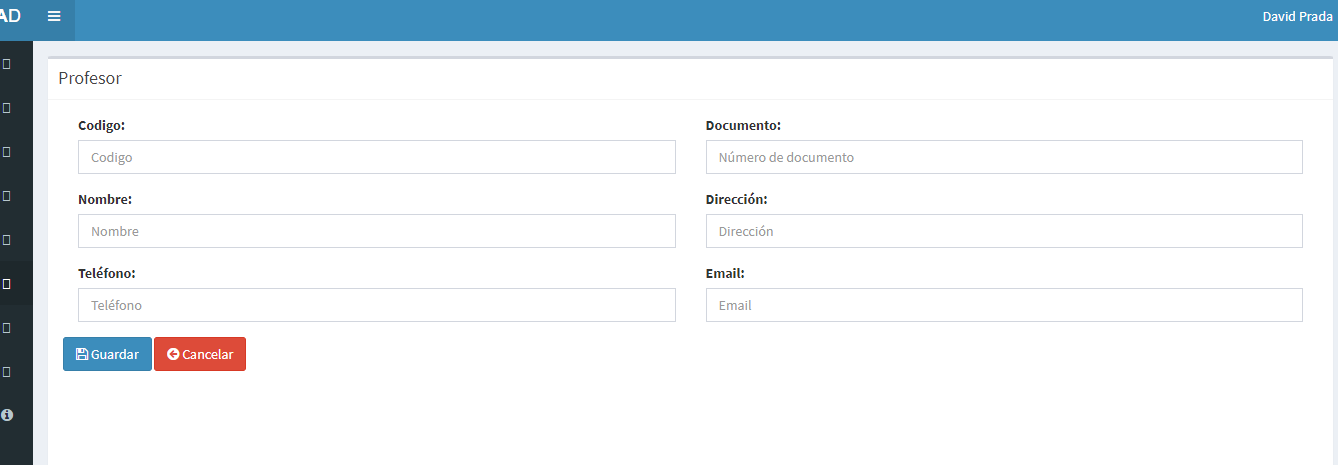 AD
David Prada
Profesor
Codigo:
Documento:
Codigo
Número de documento
Nombre:
Dirección:
Nombre
Dirección
Teléfono:
Email:
Teléfono
Email
Guardar
Cancelar